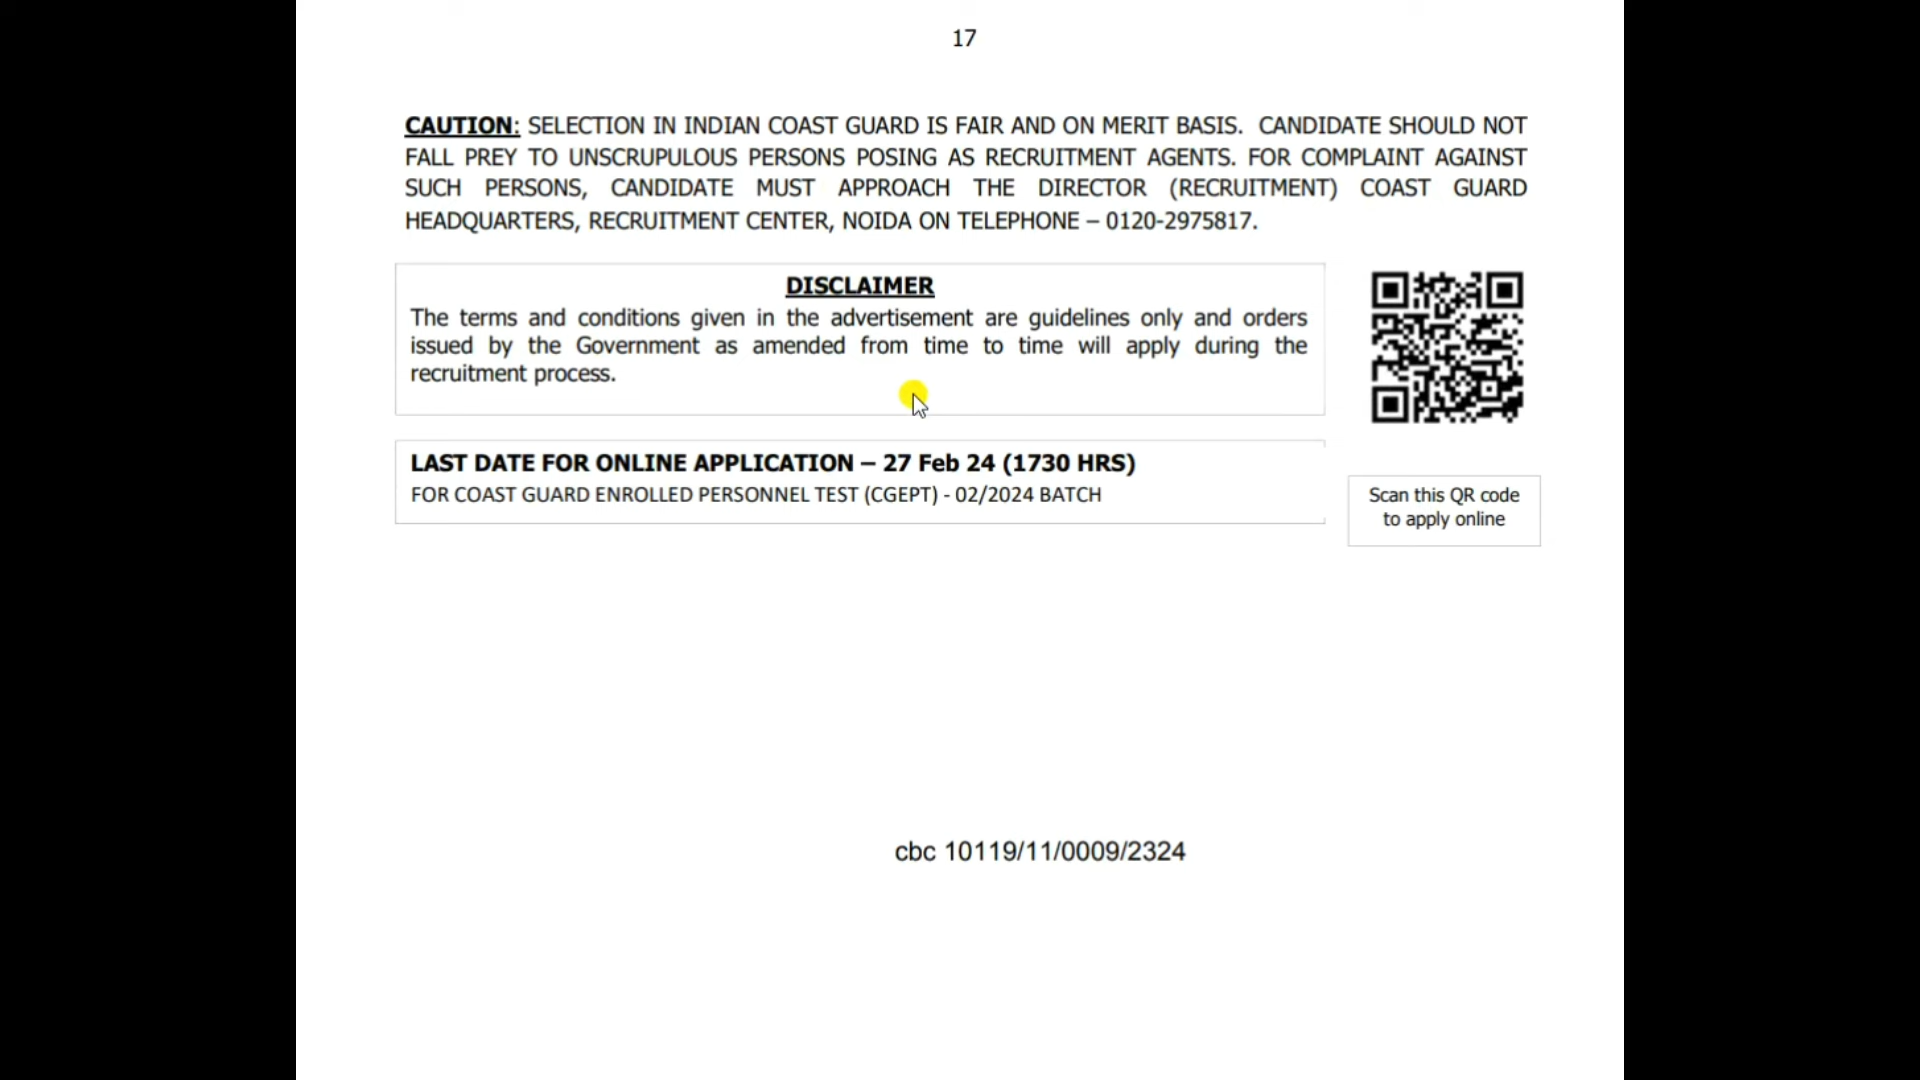 17
CAUTION: SELECTION IN INDIAN COAST GUARD IS FAIR AND ON MERIT BASIS. CANDIDATE SHOULD NOT
FALL PREY TO UNSCRUPULOUS PERSONS POSING AS RECRUITMENT AGENTS. FOR COMPLAINT AGAINST
SUCH PERSONS, CANDIDATE MUST APPROACH THE DIRECTOR (RECRUITMENT) COAST GUARD
HEADQUARTERS, RECRUITMENT CENTER, NOIDA ON TELEPHONE – 0120-2975817.
DISCLAIMER
The terms and conditions given in the advertisement are guidelines only and orders
issued by the Government as amended from time to time will apply during the
recruitment process.
LAST DATE FOR ONLINE APPLICATION – 27 Feb 24 (1730 HRS)
FOR COAST GUARD ENROLLED PERSONNEL TEST (CGEPT) - 02/2024 BATCH
Scan this QR code
to apply online
cbc 10119/11/0009/2324